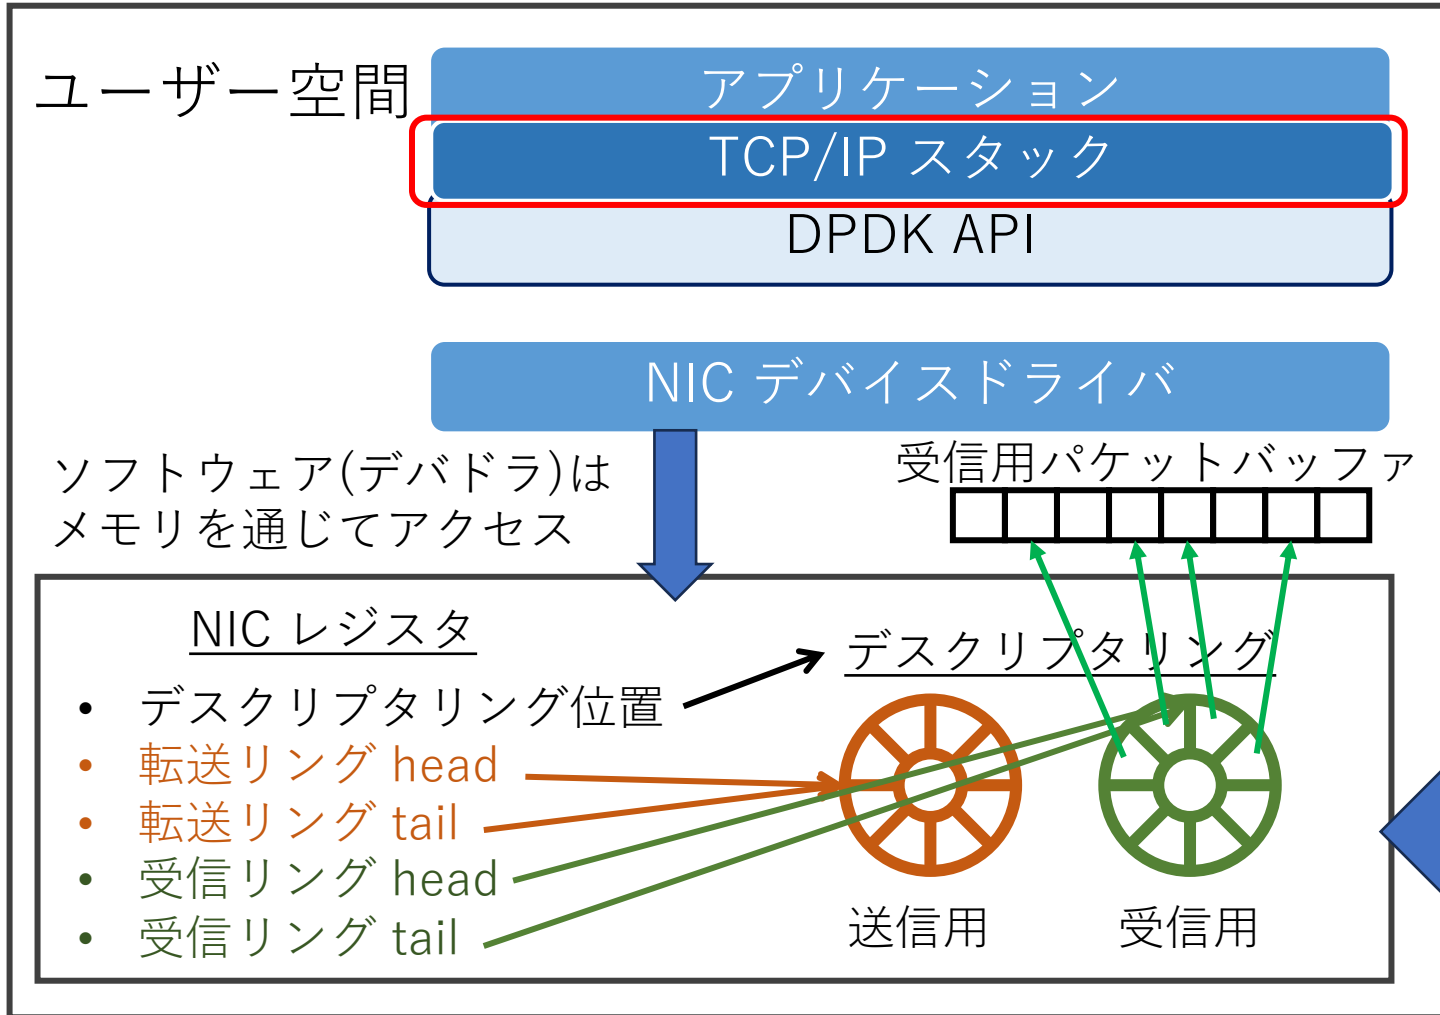 ユーザー空間
アプリケーション
TCP/IP スタック
DPDK API
NIC デバイスドライバ
ソフトウェア(デバドラ)は
メモリを通じてアクセス
受信用パケットバッファ
NIC レジスタ
• デスクリプタリング位置
• 転送リング head
• 転送リング tail
• 受信リング head
• 受信リング tail
デスクリプタリング
送信用
受信用